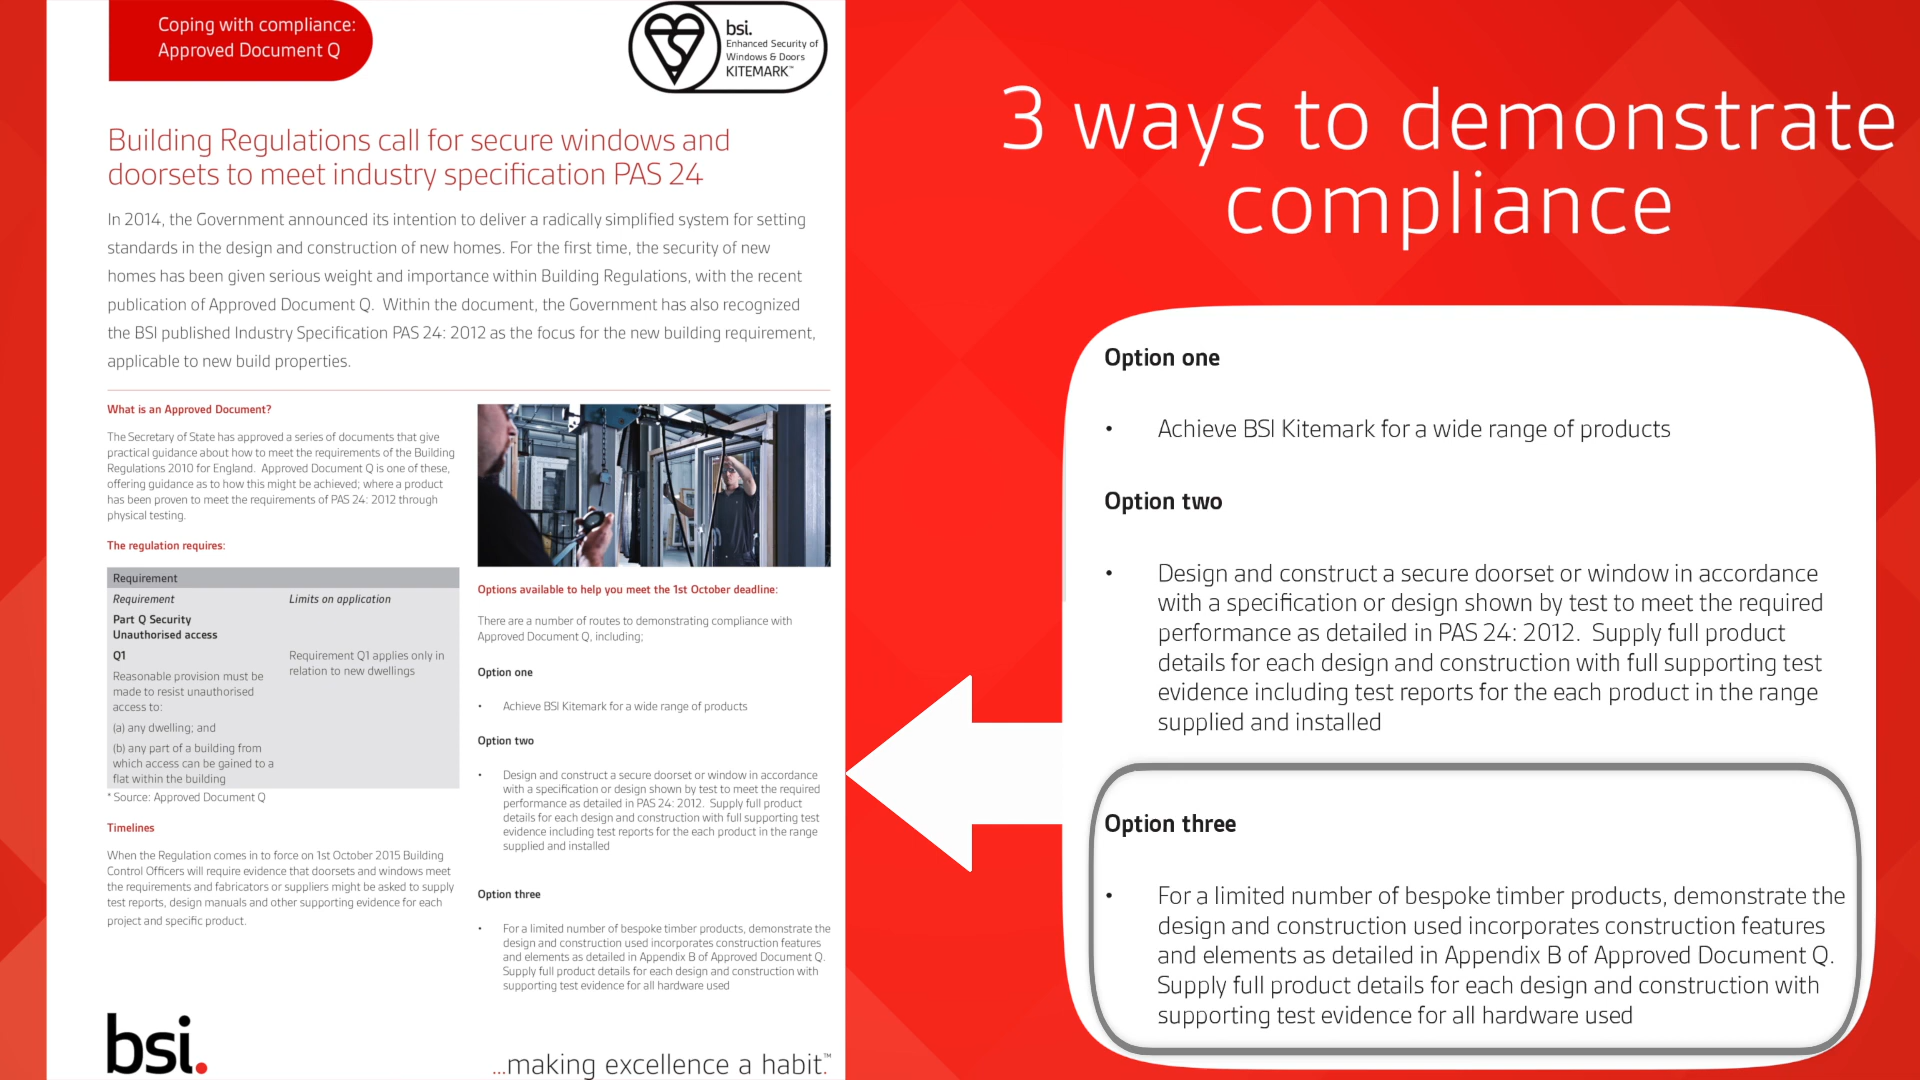 Coping with compliance:
Approved Document Q
bsi.
Enhanced Security of
Windows & Doors
KITEMARK™
Building Regulations call for secure windows and
doorsets to meet industry specification PAS 24
In 2014, the Government announced its intention to deliver a radically simplified system for setting
standards in the design and construction of new homes. For the first time, the security of new
homes has been given serious weight and importance within Building Regulations, with the recent
publication of Approved Document Q.  Within the document, the Government has also recognized
the BSI published Industry Specification PAS 24: 2012 as the focus for the new building requirement,
applicable to new build properties.
What is an Approved Document?
The Secretary of State has approved a series of documents that give
practical guidance about how to meet the requirements of the Building
Regulations 2010 for England.  Approved Document Q is one of these,
offering guidance as to how this might be achieved; where a product
has been proven to meet the requirements of PAS 24: 2012 through
physical testing.
The regulation requires:
Requirement
Requirement Limits on application
Part Q Security
Unauthorised access
Q1
Reasonable provision must be
made to resist unauthorised
access to:
(a) any dwelling; and
(b) any part of a building from
which access can be gained to a
flat within the building
Requirement Q1 applies only in
relation to new dwellings
* Source: Approved Document Q
Timelines
When the Regulation comes in to force on 1st October 2015 Building
Control Officers will require evidence that doorsets and windows meet
the requirements and fabricators or suppliers might be asked to supply
test reports, design manuals and other supporting evidence for each
project and specific product.
Options available to help you meet the 1st October deadline:
There are a number of routes to demonstrating compliance with
Approved Document Q, including;
Option one
• Achieve BSI Kitemark for a wide range of products
Option two
• Design and construct a secure doorset or window in accordance
with a specification or design shown by test to meet the required
performance as detailed in PAS 24: 2012.  Supply full product
details for each design and construction with full supporting test
evidence including test reports for the each product in the range
supplied and installed
Option three
• For a limited number of bespoke timber products, demonstrate the
design and construction used incorporates construction features
and elements as detailed in Appendix B of Approved Document Q.
Supply full product details for each design and construction with
supporting test evidence for all hardware used
bsi.
...making excellence a habit.™
3 ways to demonstrate
compliance
Option one
• Achieve BSI Kitemark for a wide range of products
Option two
• Design and construct a secure doorset or window in accordance
with a specification or design shown by test to meet the required
performance as detailed in PAS 24: 2012.  Supply full product
details for each design and construction with full supporting test
evidence including test reports for the each product in the range
supplied and installed
Option three
• For a limited number of bespoke timber products, demonstrate the
design and construction used incorporates construction features
and elements as detailed in Appendix B of Approved Document Q.
Supply full product details for each design and construction with
supporting test evidence for all hardware used